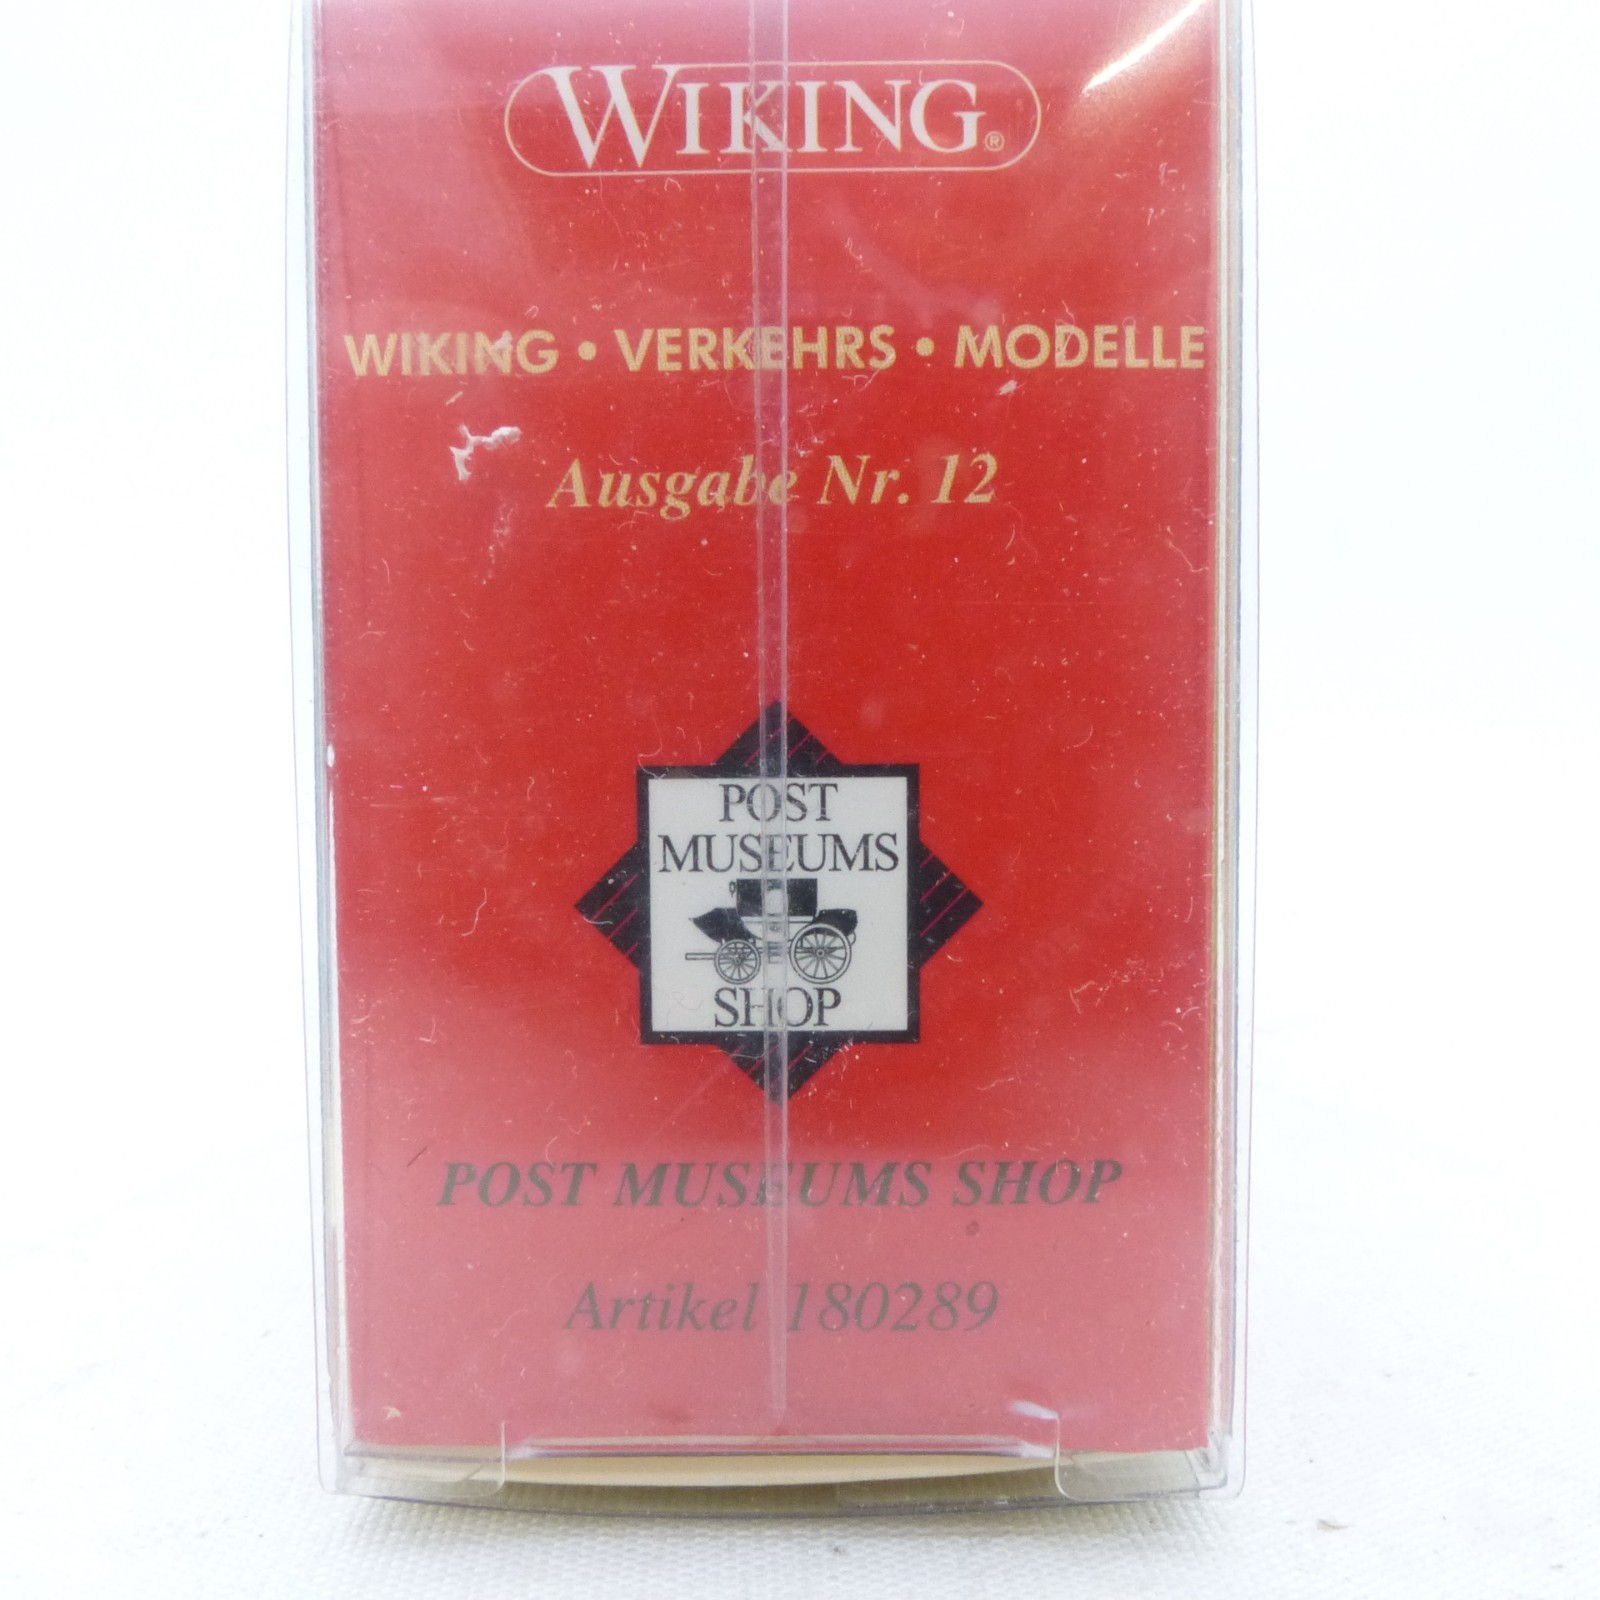 WIKING®
WIKING • VERKEHRS • MODELLE
Ausgabe Nr. 12
POST
MUSEUMS
SHOP
POST MUSEUMS SHOP
Artikel 180289